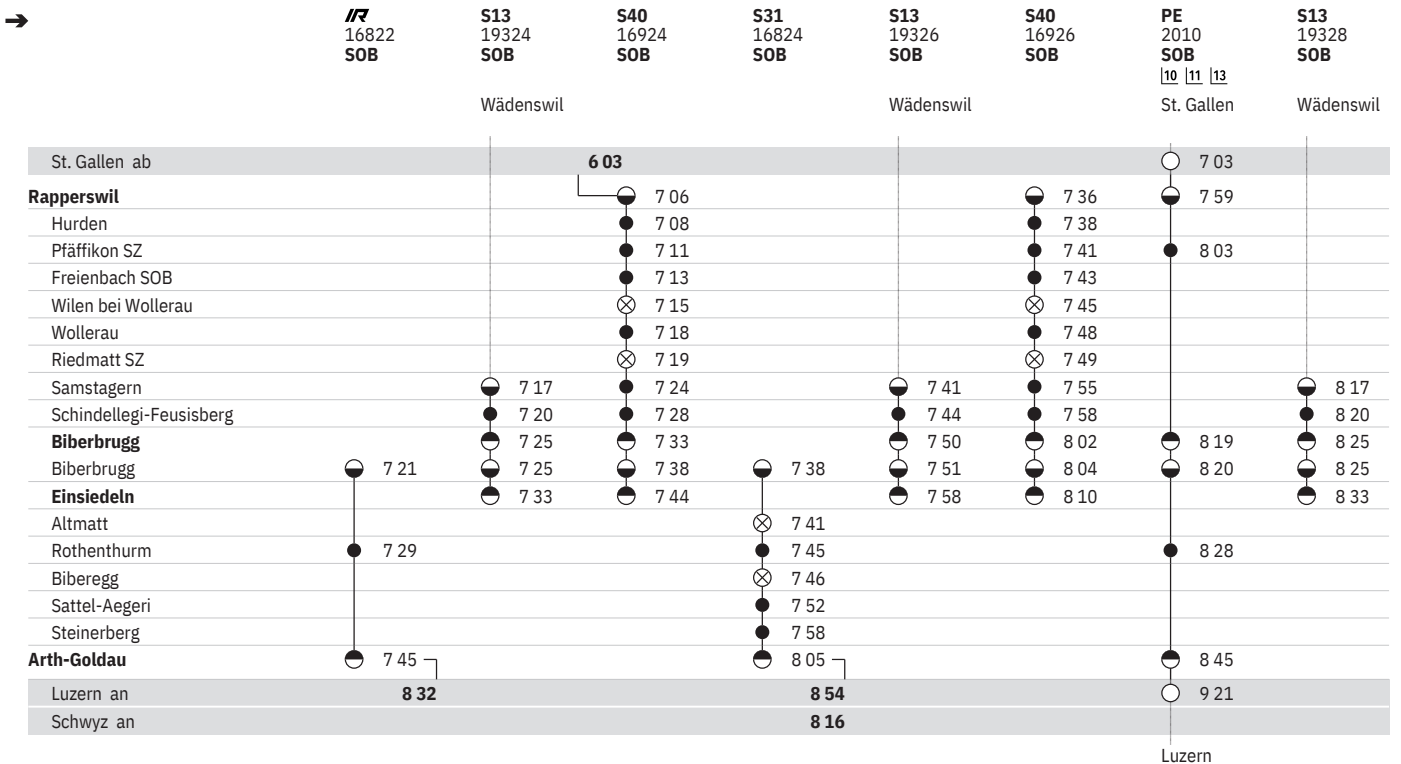 ➔ IR S13 S40 S31 S13 S40 PE S13
16822 19324 16924 16824 19326 16926 2010 19328
SOB SOB SOB SOB SOB SOB SOB SOB
10 11 13
Wädenswil Wädenswil St. Gallen Wädenswil
St. Gallen ab 6 03 7 03
Rapperswil 7 06 7 36 7 59
Hurden 7 08 7 38
Pfäffikon SZ 7 11 7 41 8 03
Freienbach SOB 7 13 7 43
Wilen bei Wollerau 7 15 7 45
Wollerau 7 18 7 48
Riedmatt SZ 7 19 7 49
Samstagern 7 17 7 24 7 41 7 55 8 17
Schindellegi-Feusisberg 7 20 7 28 7 44 7 58 8 20
Biberbrugg 7 25 7 33 7 50 8 02 8 19 8 25
Biberbrugg 7 21 7 25 7 38 7 38 7 51 8 04 8 20 8 25
Einsiedeln 7 33 7 44 7 58 8 10 8 33
Altmatt 7 41
Rothenthurm 7 29 7 45 8 28
Biberegg 7 46
Sattel-Aegeri 7 52
Steinerberg 7 58
Arth-Goldau 7 45 8 05 8 45
Luzern an 8 32 8 54 9 21
Schwyz an 8 16
Luzern